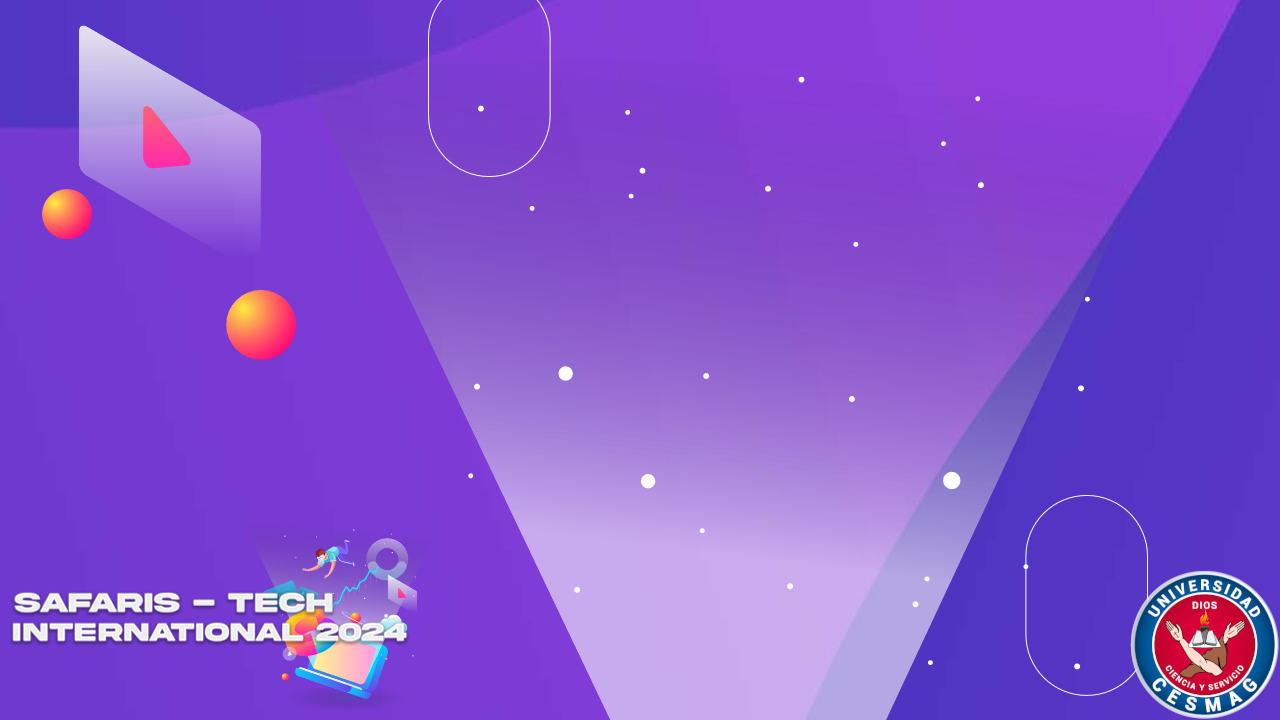 SAFARIS – TECH
INTERNATIONAL 2024
UNIVERSIDAD
DIOS
CIENCIA Y SERVICIO
CESMAG